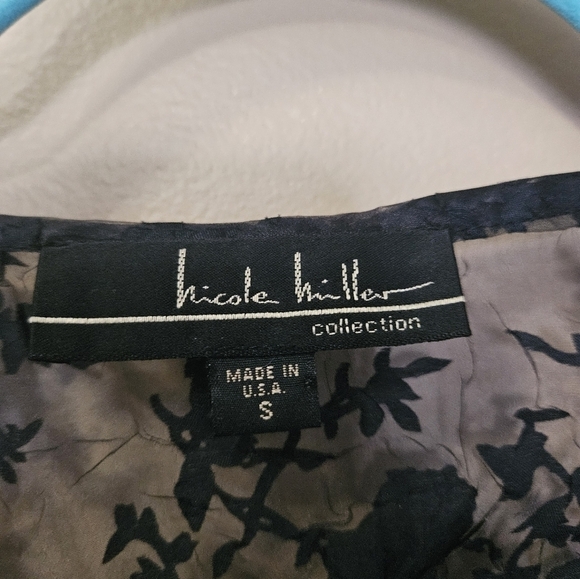 nicole miller
collection
MADE IN
U.S.A.
S